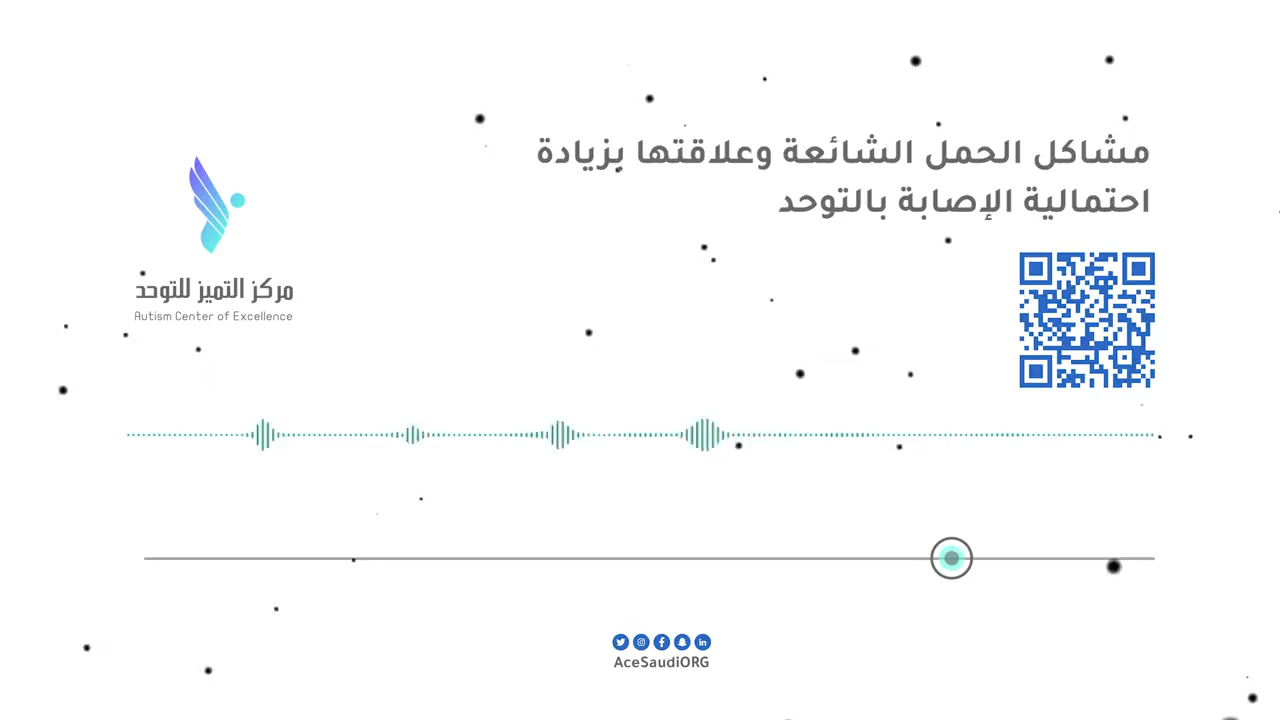 مشاكل الحمل الشائعة وعلاقتها بزيادة
احتمالية الإصابة بالتوحد
مركز التميز للتوحد
Autism Center of Excellence
AceSaudiORG